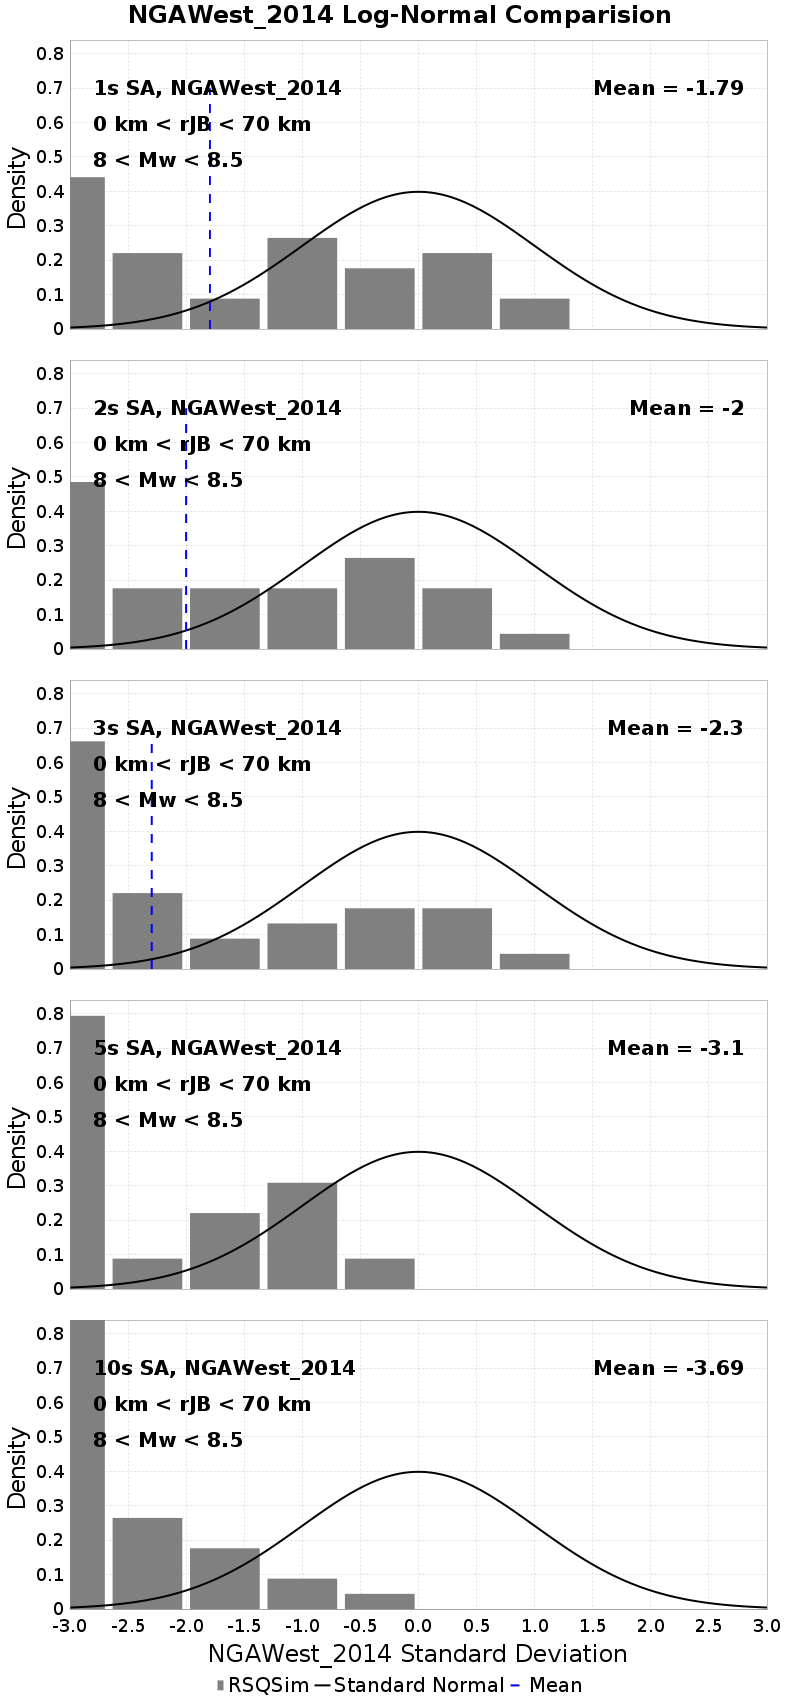 NGAWest_2014 Log-Normal Comparision
0.8
0.7
0.6
0.5
0.4
0.3
0.2
0.1
0
Density
1s SA, NGAWest_2014
Mean = -1.79
0 km < rJB < 70 km
8 < Mw < 8.5
0.8
0.7
0.6
0.5
0.4
0.3
0.2
0.1
0
Density
2s SA, NGAWest_2014
Mean = -2
0 km < rJB < 70 km
8 < Mw < 8.5
0.8
0.7
0.6
0.5
0.4
0.3
0.2
0.1
0
Density
3s SA, NGAWest_2014
Mean = -2.3
0 km < rJB < 70 km
8 < Mw < 8.5
0.8
0.7
0.6
0.5
0.4
0.3
0.2
0.1
0
Density
5s SA, NGAWest_2014
Mean = -3.1
0 km < rJB < 70 km
8 < Mw < 8.5
0.8
0.7
0.6
0.5
0.4
0.3
0.2
0.1
0
Density
10s SA, NGAWest_2014
Mean = -3.69
0 km < rJB < 70 km
8 < Mw < 8.5
-3.0 -2.5 -2.0 -1.5 -1.0 -0.5 0.0 0.5 1.0 1.5 2.0 2.5 3.0
NGAWest_2014 Standard Deviation
RSQSim Standard Normal Mean